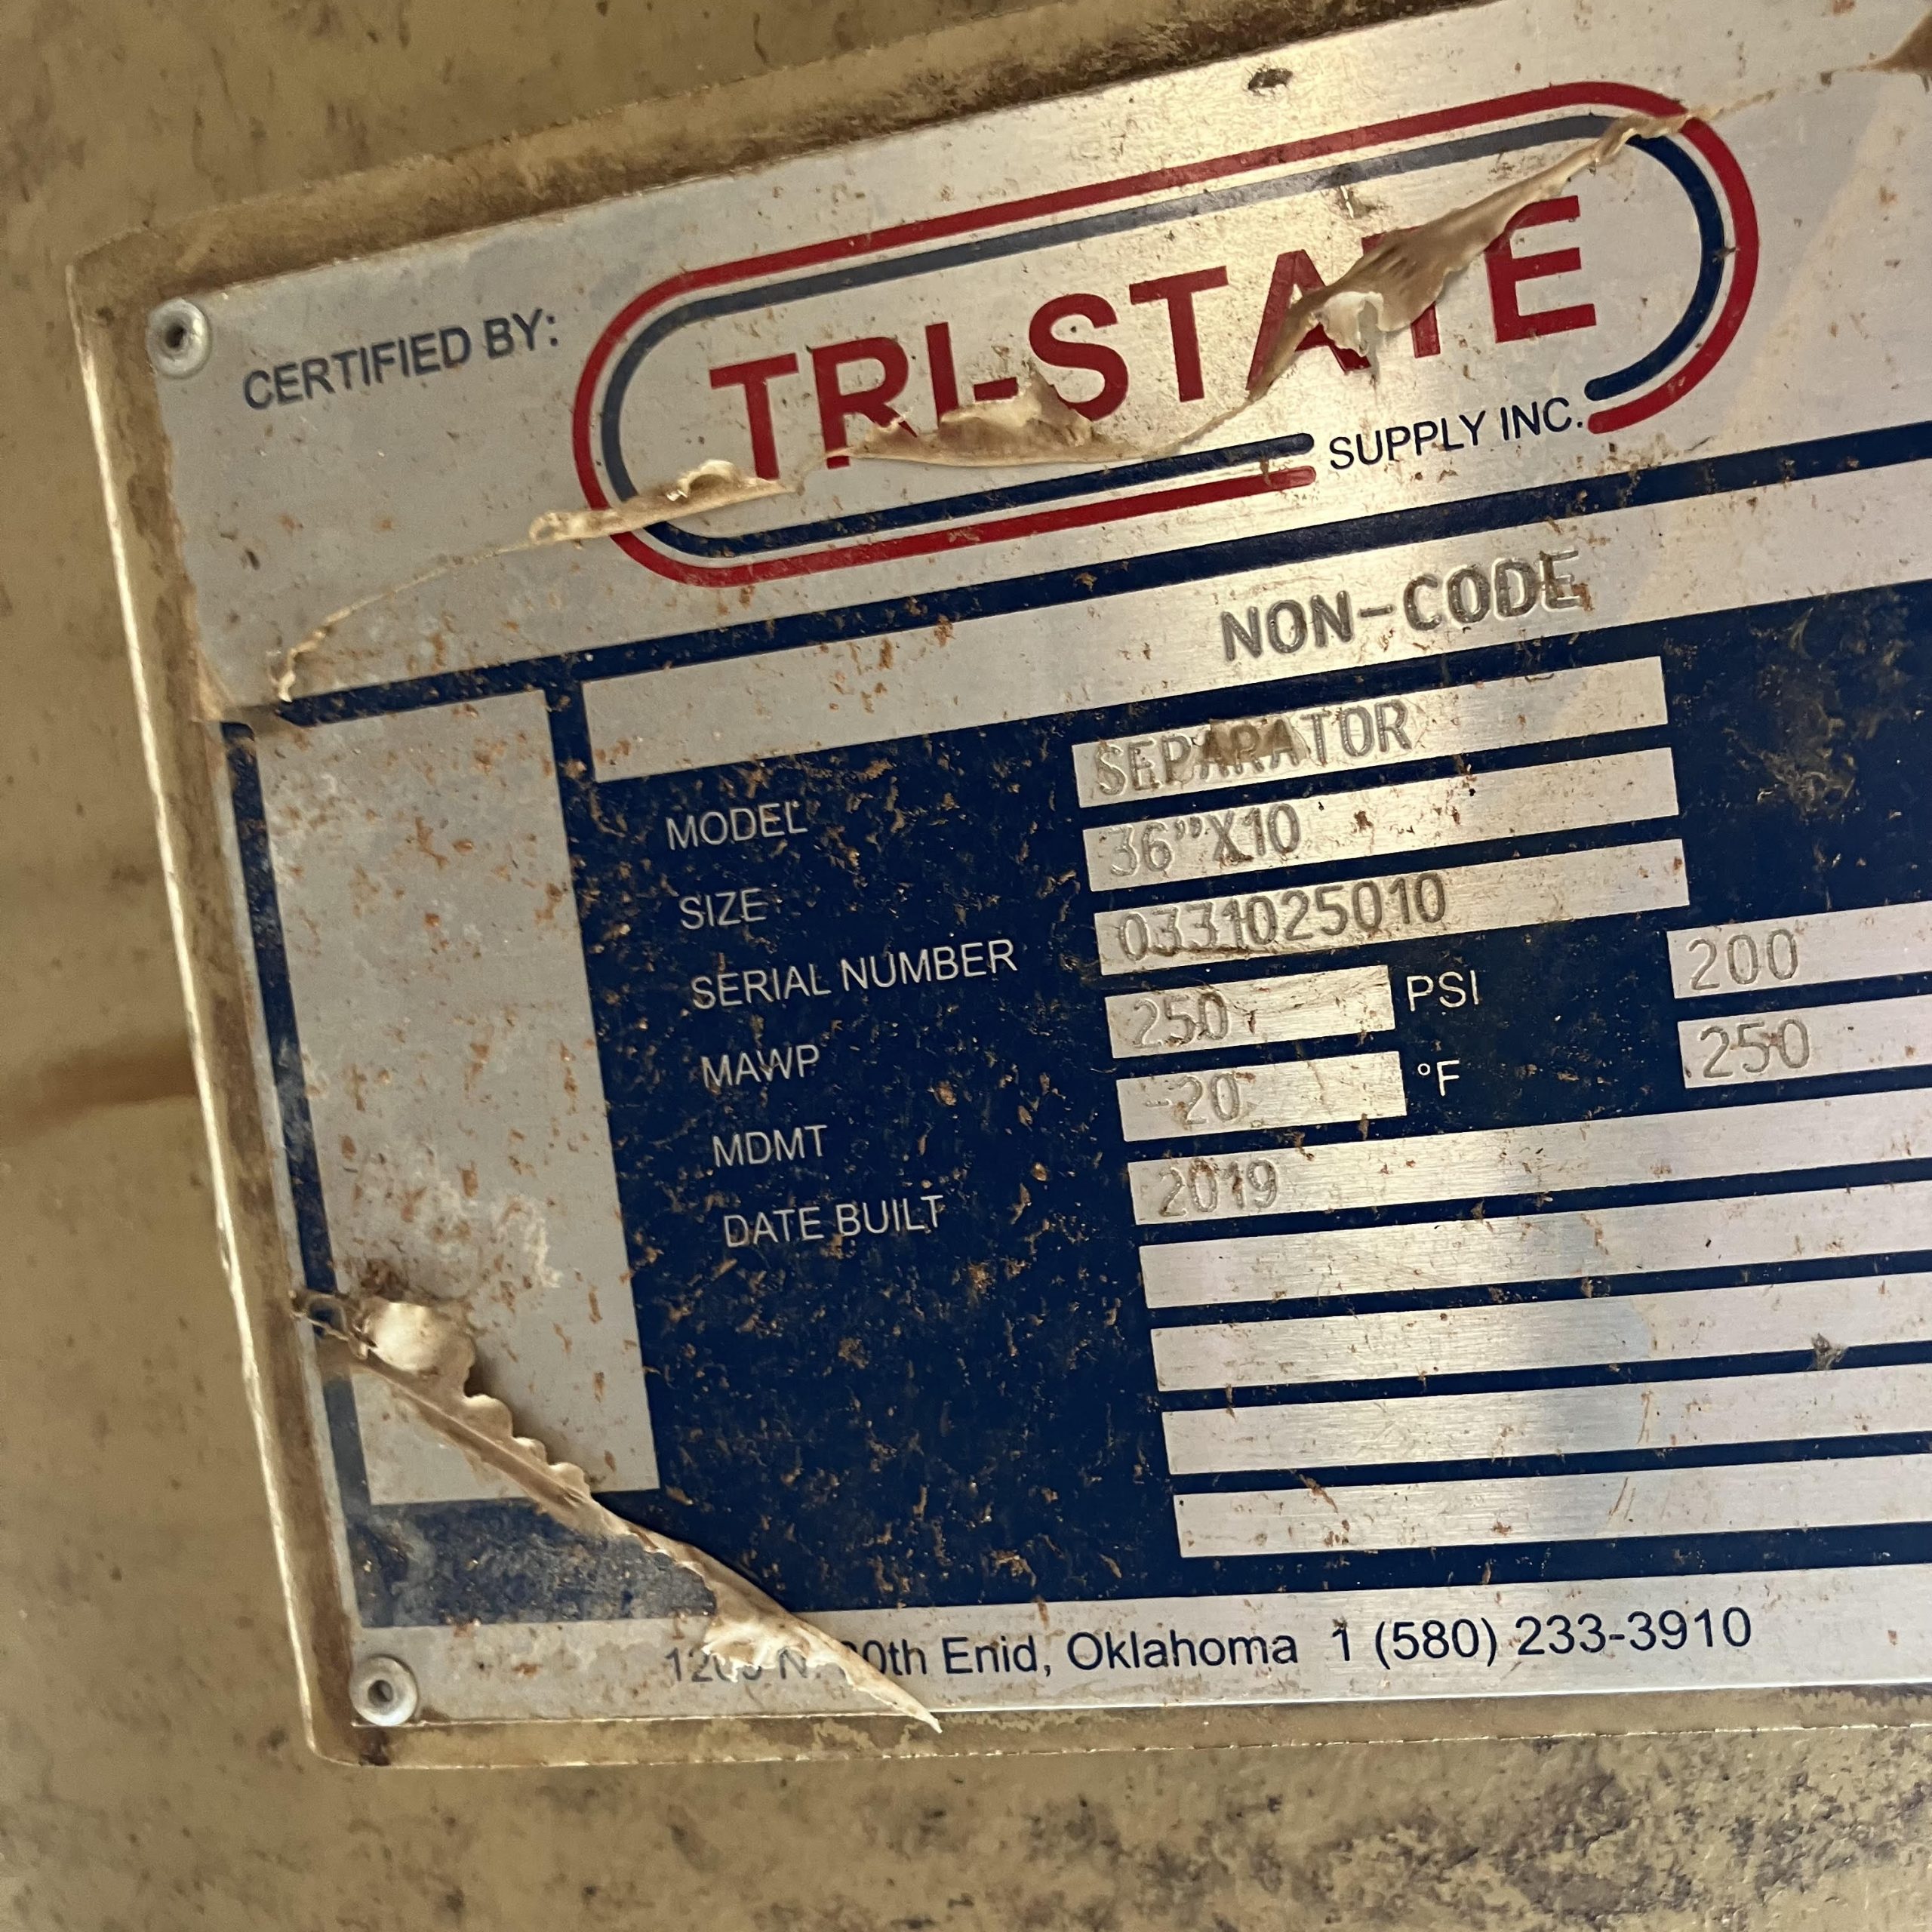 CERTIFIED BY:
TRI-STATE
SUPPLY INC.
NON-CODE
MODEL SEPARATOR
SIZE 36"X10
SERIAL NUMBER 0331025010
MAWP 250 PSI 200
MDMT -20 °F 250
DATE BUILT 2019
Enid, Oklahoma 1 (580) 233-3910